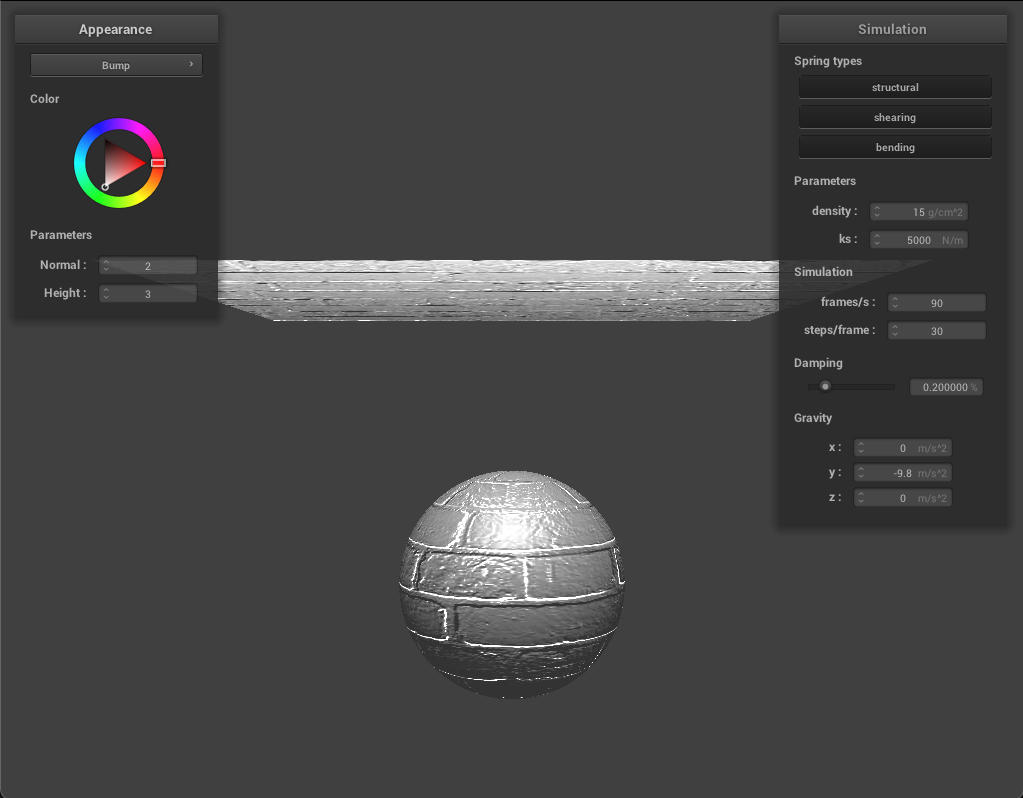 Appearance
Bump
Color
Parameters
Normal : 2
Height : 3
Simulation
Spring types
structural
shearing
bending
Parameters
density : 15 g/cm^2
ks : 5000 N/m
Simulation
frames/s : 90
steps/frame : 30
Damping
0.200000 %
Gravity
x : 0 m/s^2
y : -9.8 m/s^2
z : 0 m/s^2